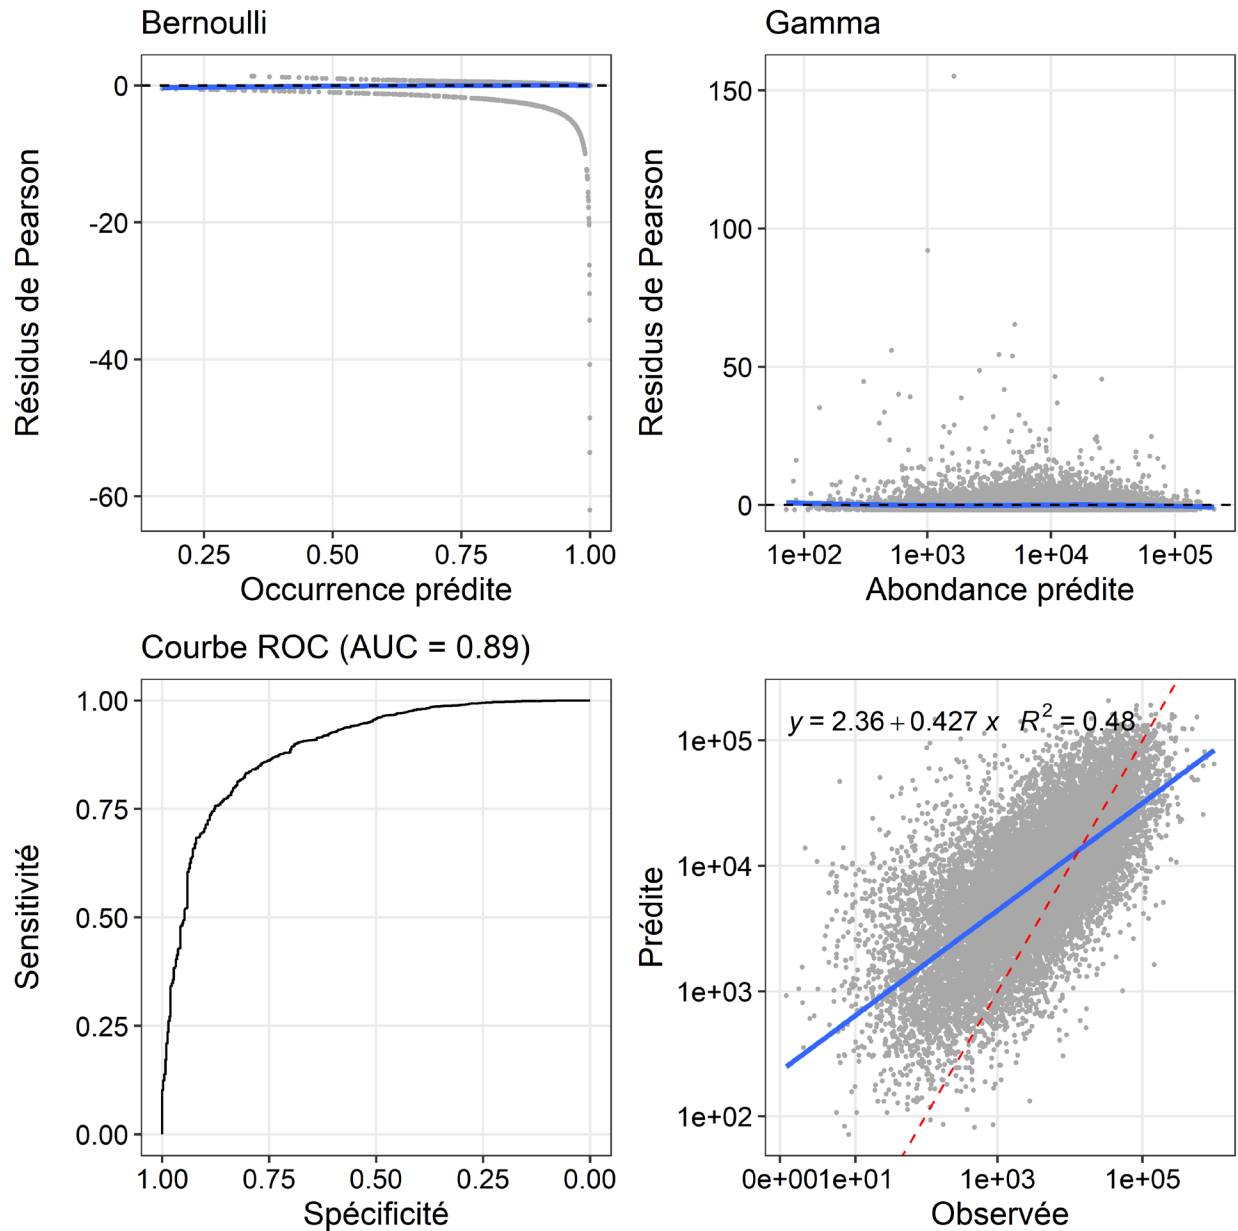 Bernoulli
Résidus de Pearson
0
-20
-40
-60
0.25 0.50 0.75 1.00
Occurrence prédite
Gamma
Residus de Pearson
150
100
50
0
1e+02 1e+03 1e+04 1e+05
Abondance prédite
Courbe ROC (AUC = 0.89)
Sensitivité
1.00
0.75
0.50
0.25
0.00
1.00 0.75 0.50 0.25 0.00
Spécificité
y = 2.36 + 0.427 x R² = 0.48
Prédite
1e+05
1e+04
1e+03
1e+02
0e+00 1e+01 1e+03 1e+05
Observée